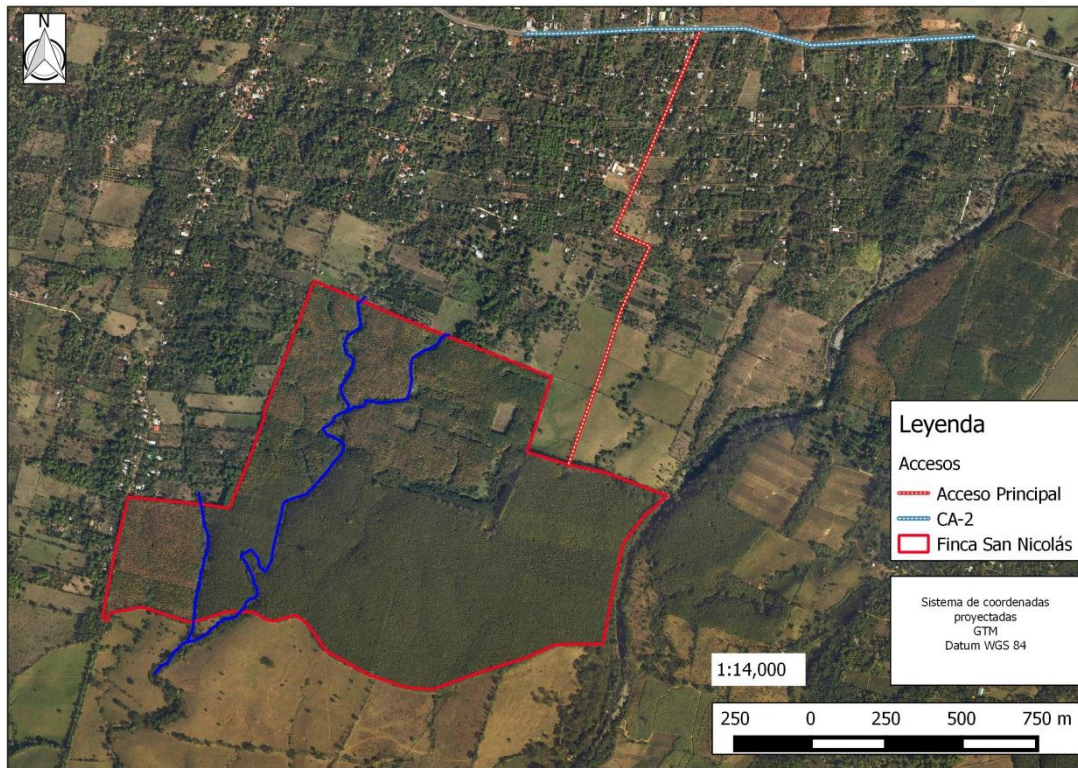 N
Leyenda
Accesos
Acceso Principal
CA-2
Finca San Nicolás
Sistema de coordenadas
proyectadas
GTM
Datum WGS 84
1:14,000
250 0 250 500 750 m